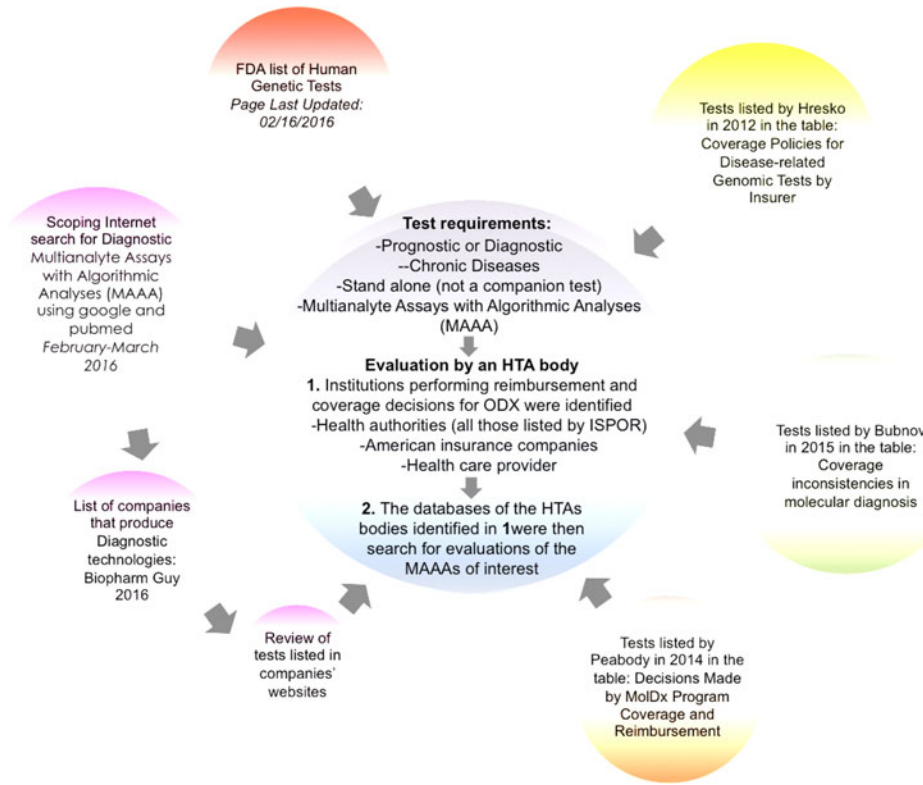 FDA list of Human
Genetic Tests
Page Last Updated:
02/16/2016
Tests listed by Hresko
in 2012 in the table:
Coverage Policies for
Disease-related
Genomic Tests by
Insurer
Scoping Internet
search for Diagnostic
Multianalyte Assays
with Algorithmic
Analyses (MAAA)
using google and
pubmed
February-March
2016
Test requirements:
-Prognostic or Diagnostic
--Chronic Diseases
-Stand alone (not a companion test)
-Multianalyte Assays with Algorithmic Analyses
(MAAA)
Evaluation by an HTA body
1. Institutions performing reimbursement and
coverage decisions for ODX were identified
-Health authorities (all those listed by ISPOR)
-American insurance companies
-Health care provider
2. The databases of the HTAs
bodies identified in 1were then
search for evaluations of the
MAAAs of interest
Tests listed by Bubnov
in 2015 in the table:
Coverage
inconsistencies in
molecular diagnosis
List of companies
that produce
Diagnostic
technologies:
Biopharm Guy
2016
Review of
tests listed in
companies'
websites
Tests listed by
Peabody in 2014 in the
table: Decisions Made
by MolDx Program
Coverage and
Reimbursement